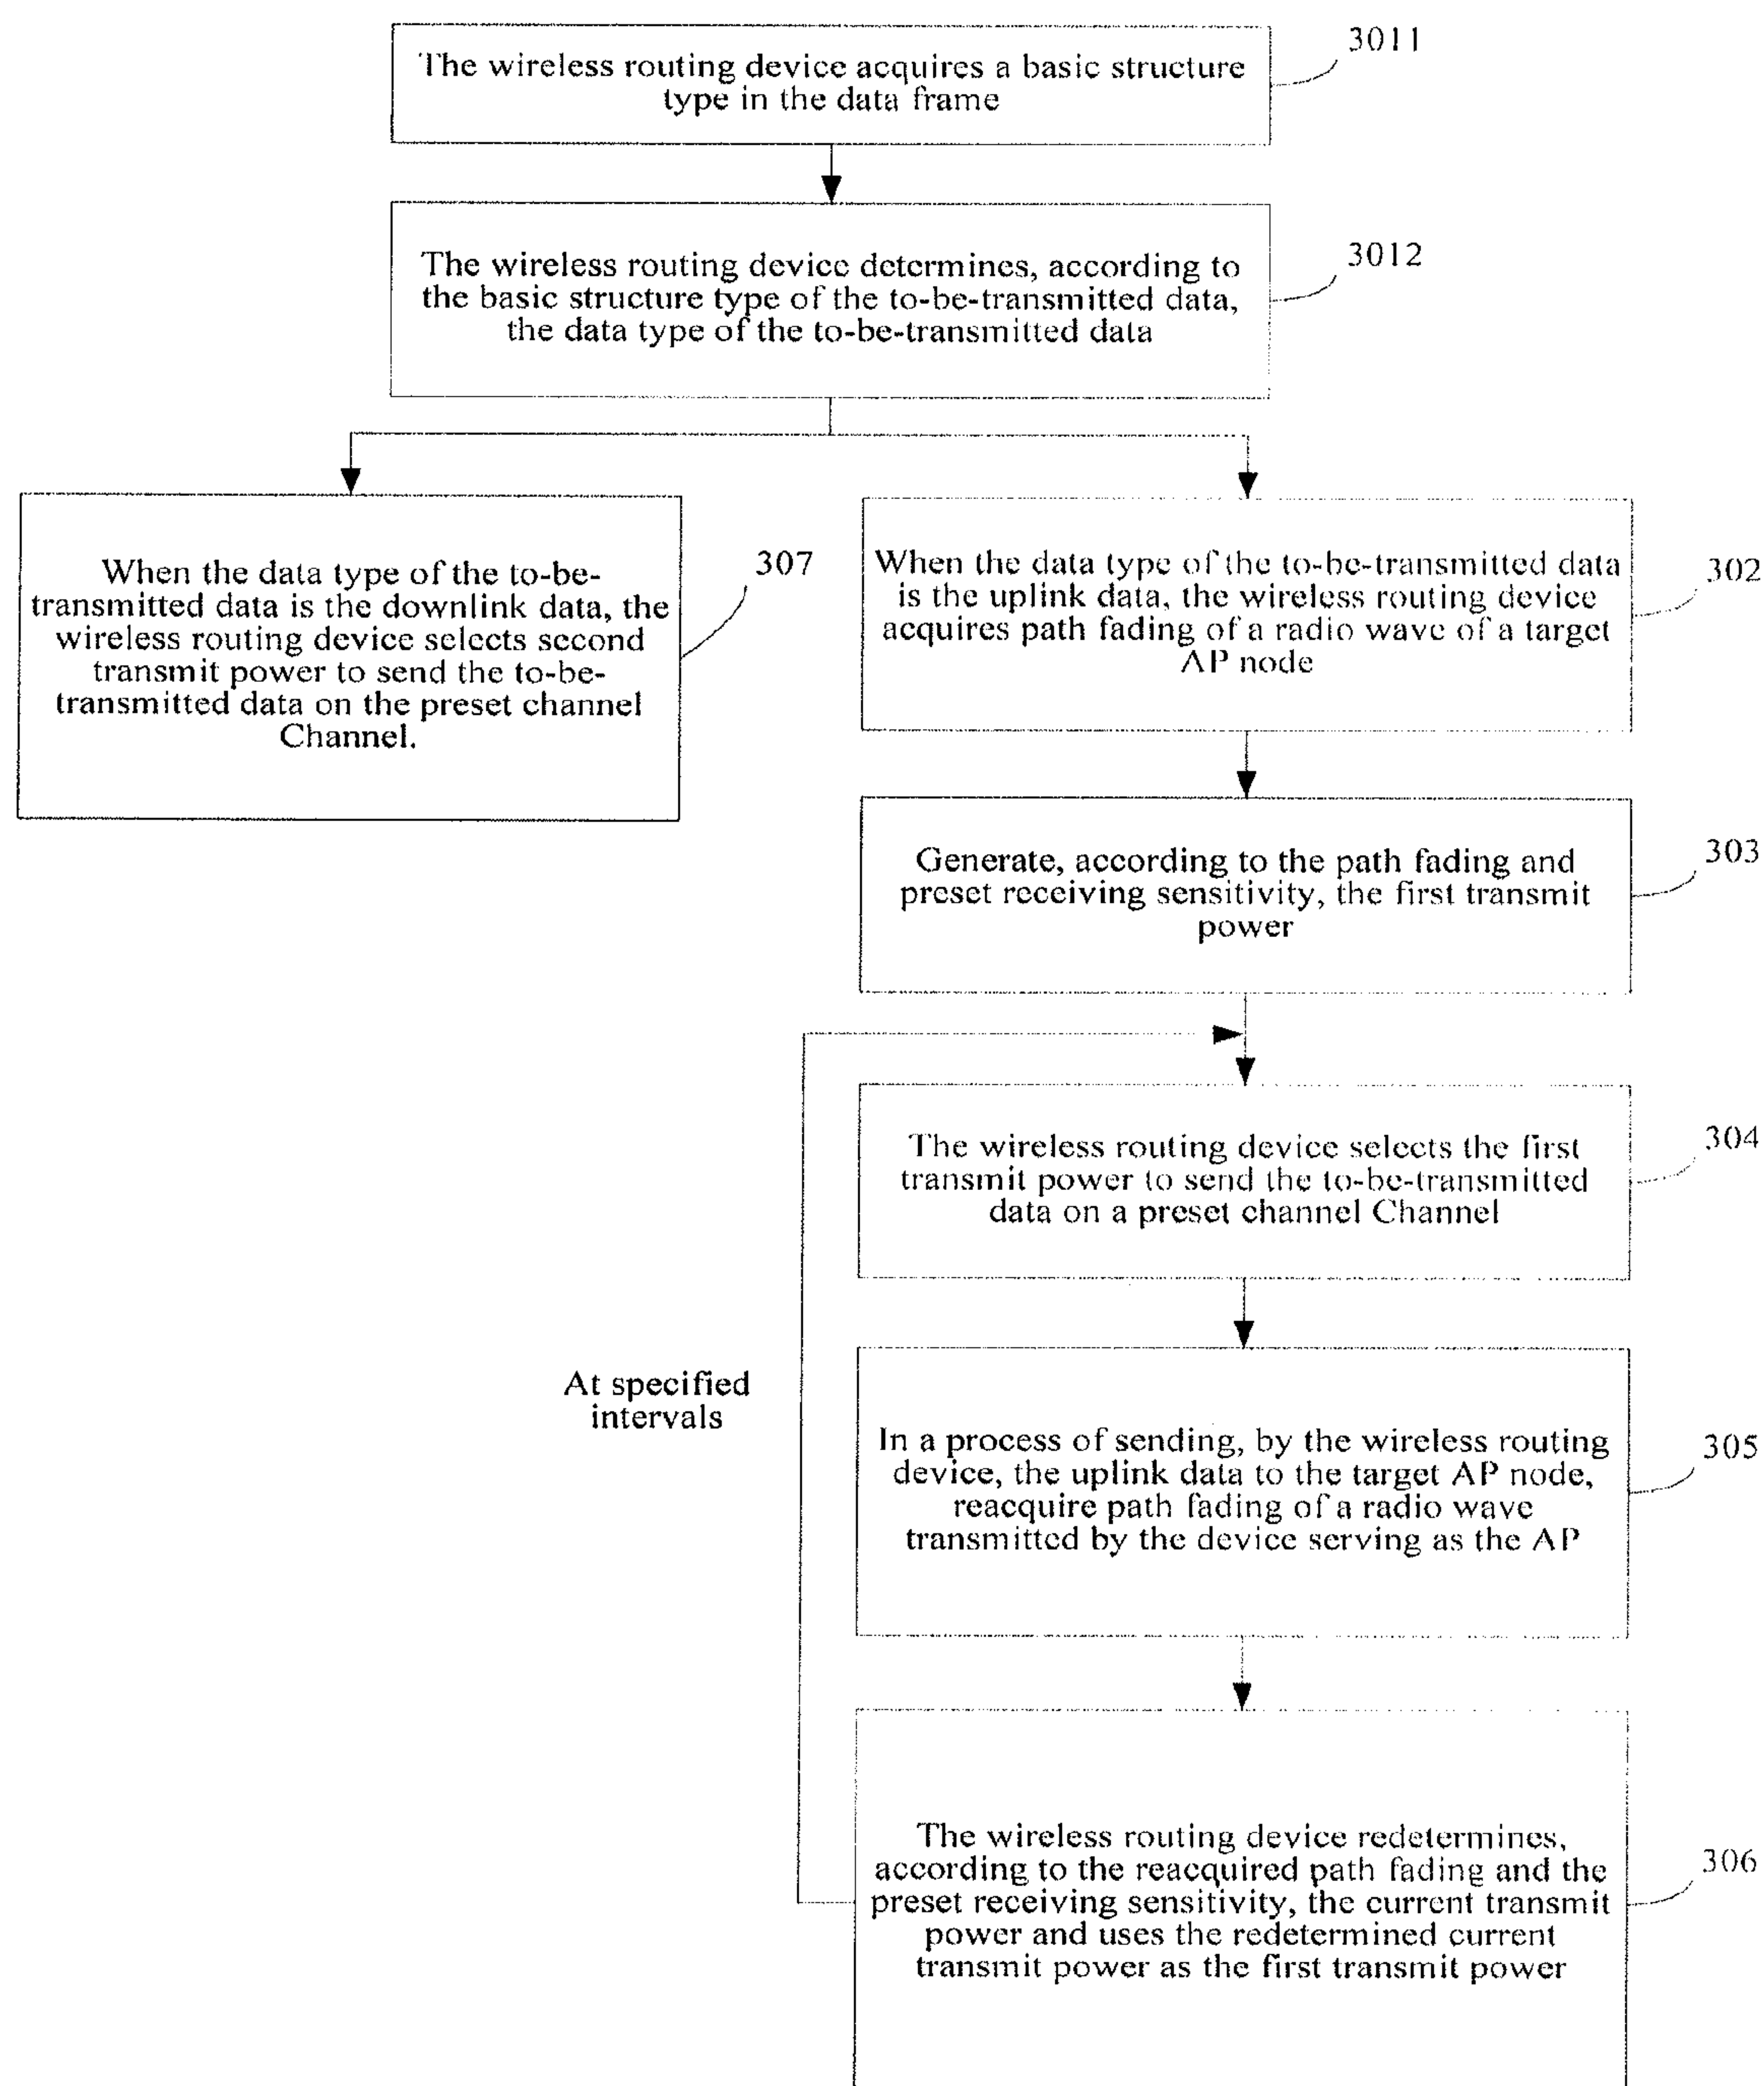 The wireless routing device acquires a basic structure
type in the data frame
3011
The wireless routing device determines, according to
the basic structure type of the to-be-transmitted data,
the data type of the to-be-transmitted data
3012
When the data type of the to-be-
transmitted data is the downlink data, the
wireless routing device selects second
transmit power to send the to-be-
transmitted data on the preset channel
Channel.
307
When the data type of the to-be-transmitted data
is the uplink data, the wireless routing device
acquires path fading of a radio wave of a target
AP node
302
Generate, according to the path fading and
preset receiving sensitivity, the first transmit
power
303
The wireless routing device selects the first
transmit power to send the to-be-transmitted
data on a preset channel Channel
304
At specified
intervals
In a process of sending, by the wireless routing
device, the uplink data to the target AP node,
reacquire path fading of a radio wave
transmitted by the device serving as the AP
305
The wireless routing device redetermines,
according to the reacquired path fading and the
preset receiving sensitivity, the current transmit
power and uses the redetermined current
transmit power as the first transmit power
306